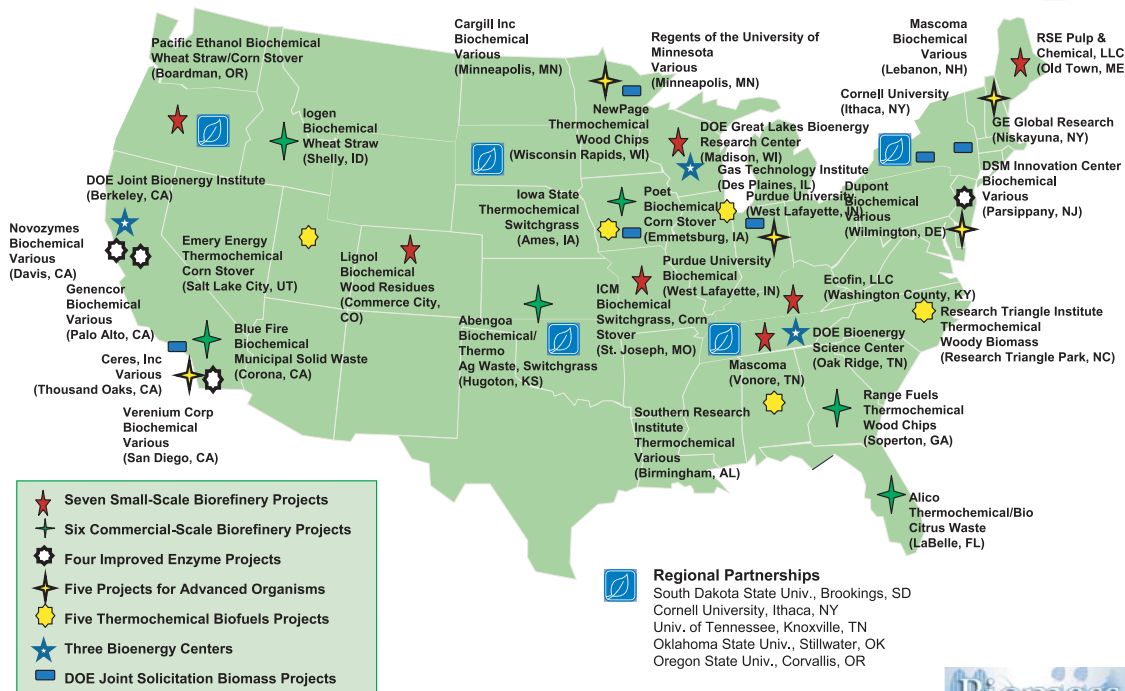 Pacific Ethanol Biochemical
Wheat Straw/Corn Stover
(Boardman, OR)
Cargill Inc
Biochemical
Various
(Minneapolis, MN)
Regents of the University of
Minnesota
Various
(Minneapolis, MN)
Mascoma
Biochemical
Various
(Lebanon, NH)
RSE Pulp &
Chemical, LLC
(Old Town, ME
Iogen
Biochemical
Wheat Straw
(Shelly, ID)
NewPage
Thermochemical
Wood Chips
(Wisconsin Rapids, WI)
DOE Great Lakes Bioenergy
Research Center
(Madison, WI)
Cornell University
(Ithaca, NY)
GE Global Research
(Niskayuna, NY)
DOE Joint Bioenergy Institute
(Berkeley, CA)
Iowa State
Thermochemical
Switchgrass
(Ames, IA)
Poet
Biochemical
Corn Stover
(Emmetsburg, IA)
Gas Technology Institute
(Des Plaines, IL)
Purdue University
(West Lafayette, IN)
Dupont
Biochemical
Various
(Wilmington, DE)
DSM Innovation Center
Biochemical
Various
(Parsippany, NJ)
Novozymes
Biochemical
Various
(Davis, CA)
Emery Energy
Thermochemical
Corn Stover
(Salt Lake City, UT)
Lignol
Biochemical
Wood Residues
(Commerce City,
CO)
Purdue University
Biochemical
(West Lafayette, IN)
Genencor
Biochemical
Various
(Palo Alto, CA)
Abengoa
Biochemical/
Thermo
Ag Waste, Switchgrass
(Hugoton, KS)
ICM
Biochemical
Switchgrass, Corn
Stover
(St. Joseph, MO)
Ecofin, LLC
(Washington County, KY)
Research Triangle Institute
Thermochemical
Woody Biomass
(Research Triangle Park, NC)
Blue Fire
Biochemical
Municipal Solid Waste
(Corona, CA)
DOE Bioenergy
Science Center
(Oak Ridge, TN)
Ceres, Inc
Various
(Thousand Oaks, CA)
Mascoma
(Vonore, TN)
Verenium Corp
Biochemical
Various
(San Diego, CA)
Southern Research
Institute
Thermochemical
Various
(Birmingham, AL)
Range Fuels
Thermochemical
Wood Chips
(Soperton, GA)
Alico
Thermochemical/Bio
Citrus Waste
(LaBelle, FL)
Seven Small-Scale Biorefinery Projects
Six Commercial-Scale Biorefinery Projects
Four Improved Enzyme Projects
Five Projects for Advanced Organisms
Five Thermochemical Biofuels Projects
Three Bioenergy Centers
DOE Joint Solicitation Biomass Projects
Regional Partnerships
South Dakota State Univ., Brookings, SD
Cornell University, Ithaca, NY
Univ. of Tennessee, Knoxville, TN
Oklahoma State Univ., Stillwater, OK
Oregon State Univ., Corvallis, OR